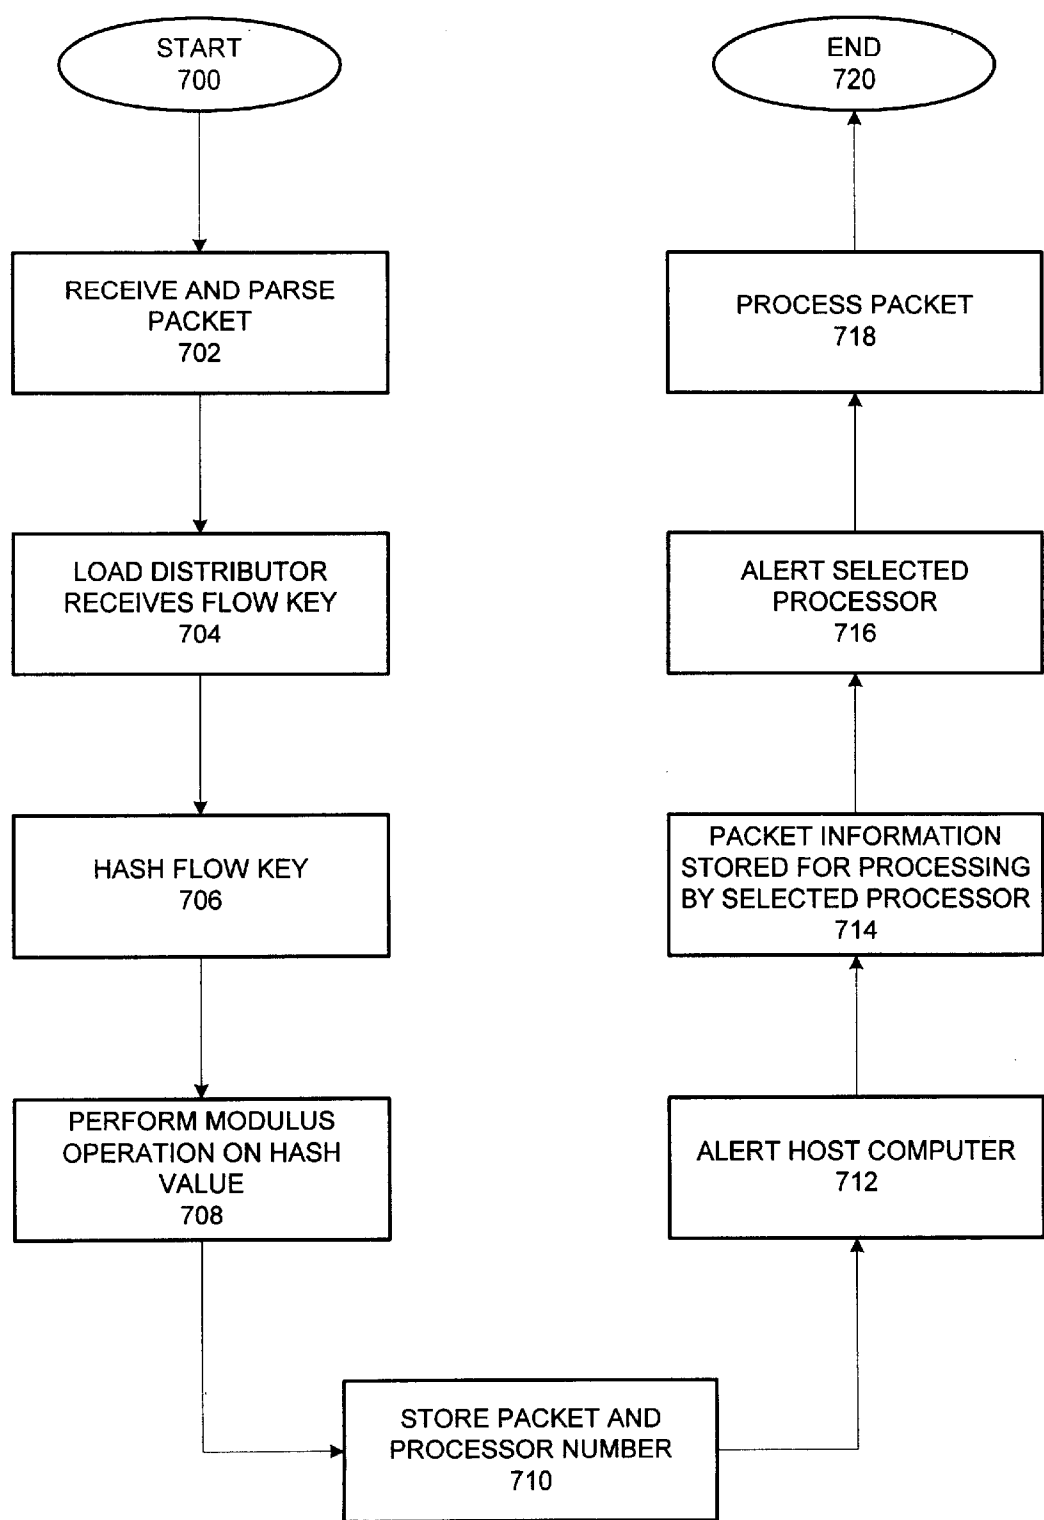 START
700
RECEIVE AND PARSE
PACKET
702
LOAD DISTRIBUTOR
RECEIVES FLOW KEY
704
HASH FLOW KEY
706
PERFORM MODULUS
OPERATION ON HASH
VALUE
708
STORE PACKET AND
PROCESSOR NUMBER
710
ALERT HOST COMPUTER
712
PACKET INFORMATION
STORED FOR PROCESSING
BY SELECTED PROCESSOR
714
ALERT SELECTED
PROCESSOR
716
PROCESS PACKET
718
END
720